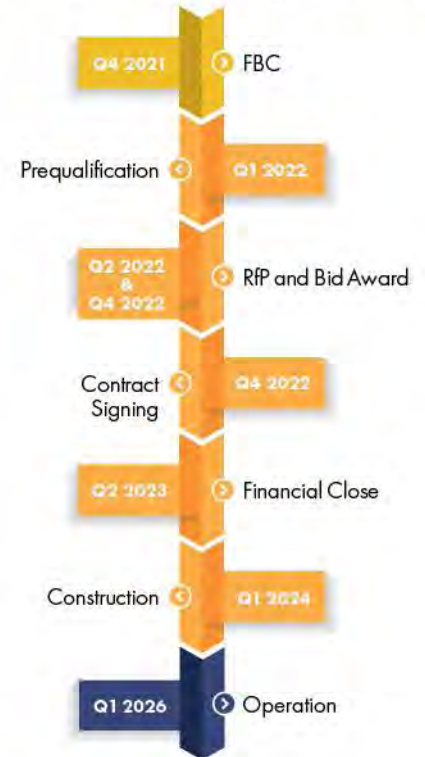 Q4 2021
FBC
Prequalification
Q1 2022
Q2 2022
&
Q4 2022
RfP and Bid Award
Contract
Signing
Q4 2022
Q2 2023
Financial Close
Construction
Q1 2024
Q1 2026
Operation